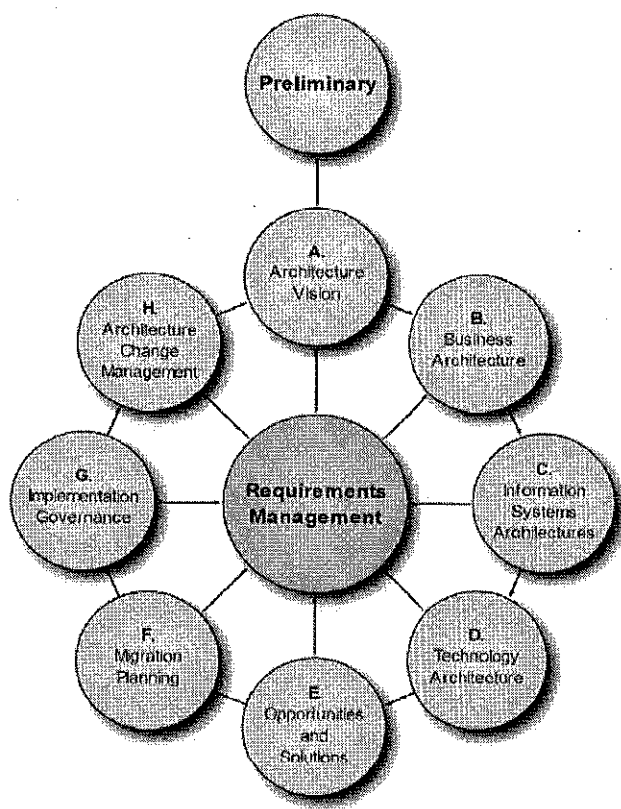 Preliminary
A.
Architecture
Vision
B.
Business
Architecture
C.
Information
Systems
Architectures
D.
Technology
Architecture
E.
Opportunities
and
Solutions
F.
Migration
Planning
G.
Implementation
Governance
H.
Architecture
Change
Management
Requirements
Management